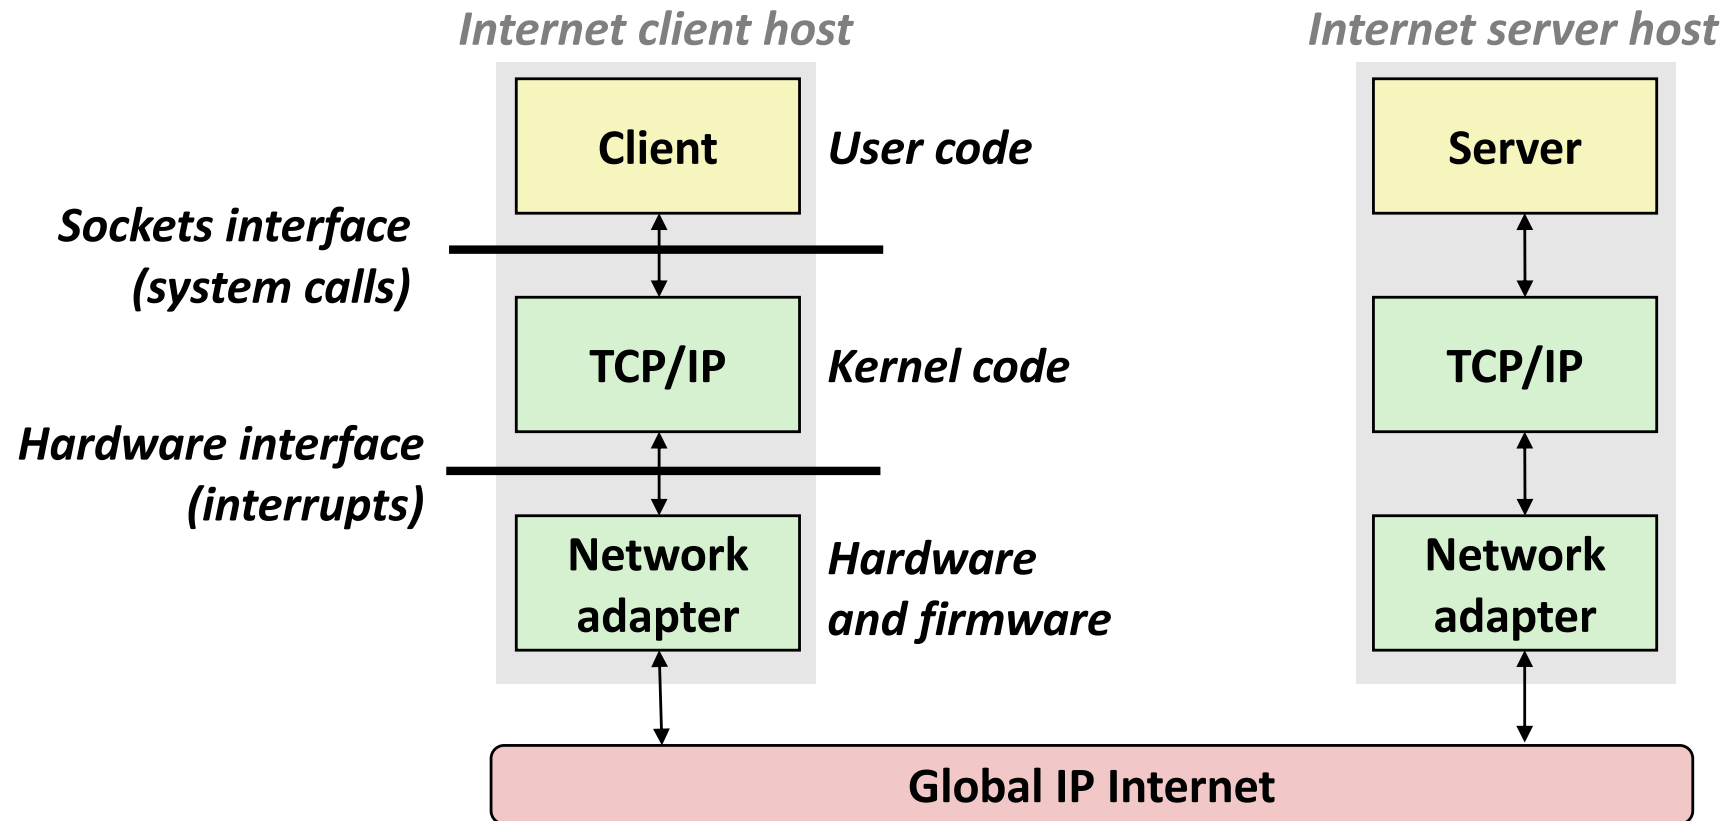 Internet client host
Internet server host
Client
User code
Server
Sockets interface
(system calls)
TCP/IP
Kernel code
TCP/IP
Hardware interface
(interrupts)
Network
adapter
Hardware
and firmware
Network
adapter
Global IP Internet